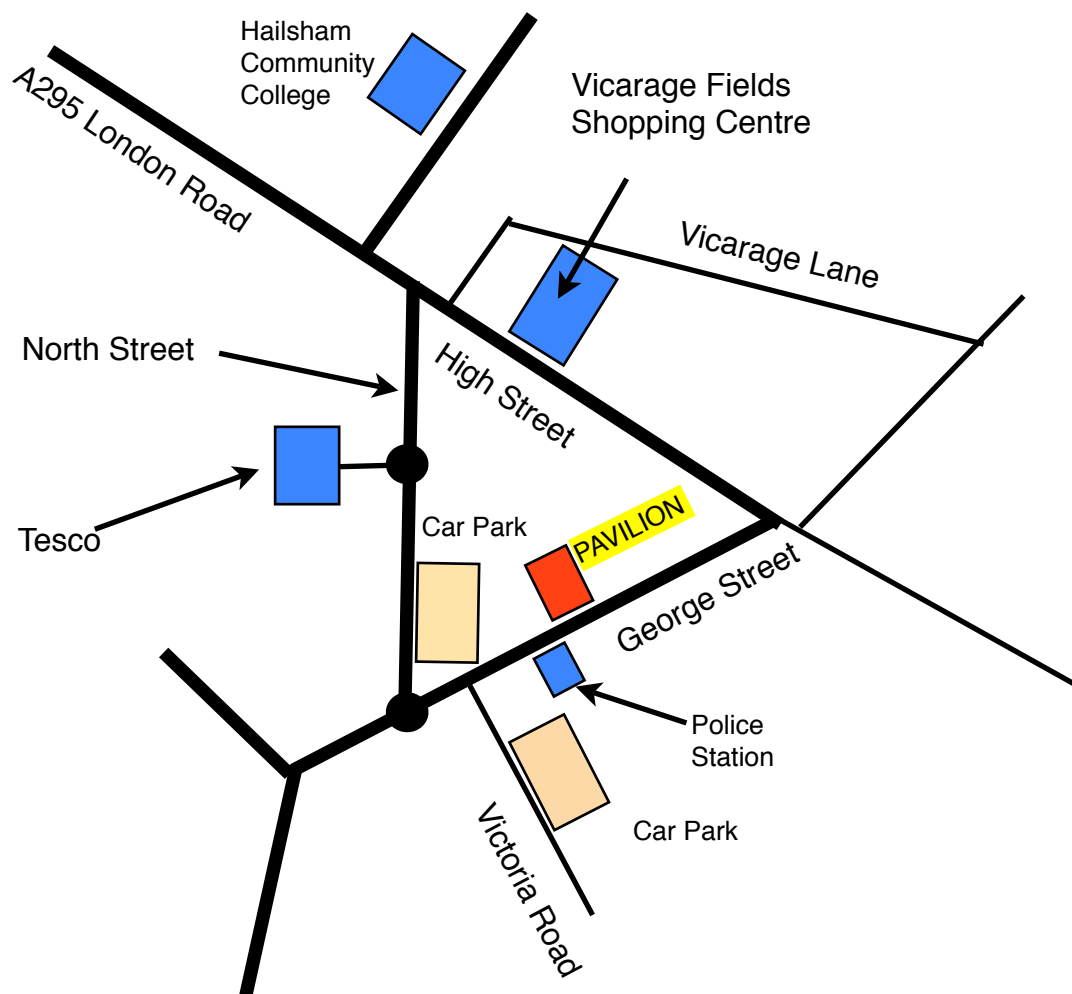 Hailsham
Community
College
A295 London Road
Vicarage Fields
Shopping Centre
Vicarage Lane
North Street
High Street
Tesco
Car Park
PAVILION
George Street
Police
Station
Car Park
Victoria Road